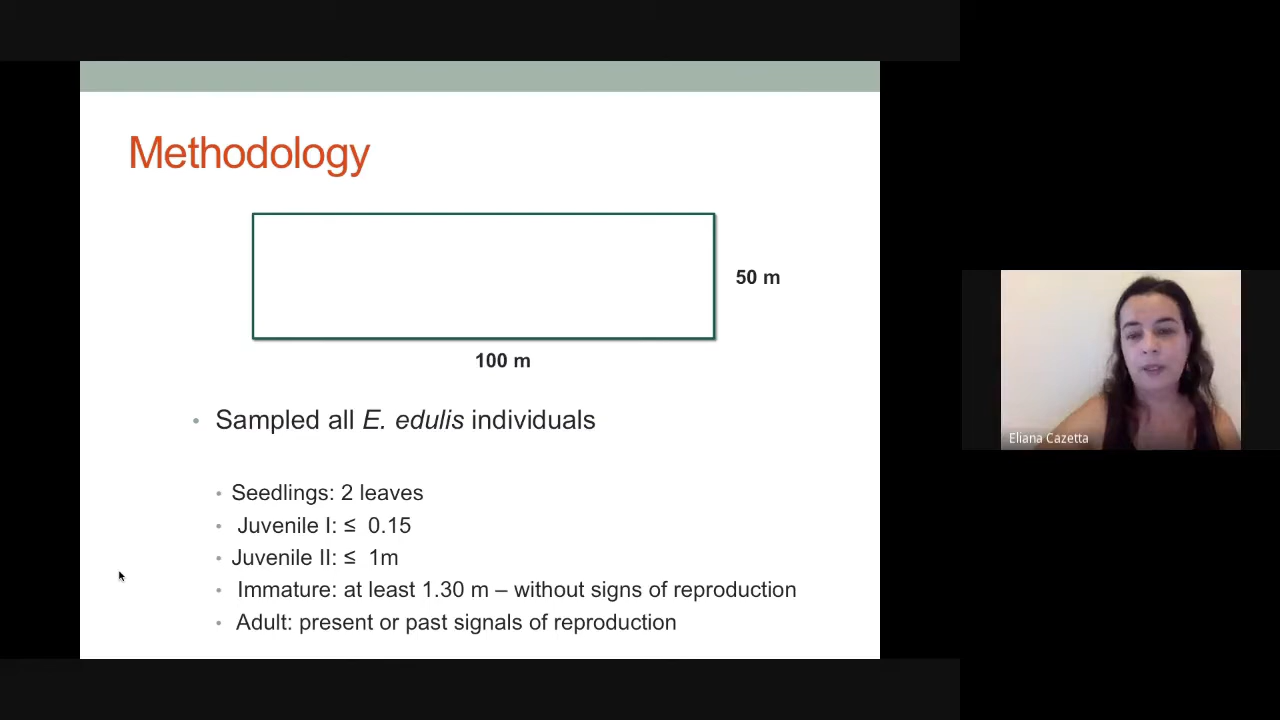 Methodology
50 m
100 m
• Sampled all E. edulis individuals
• Seedlings: 2 leaves
• Juvenile I: ≤ 0.15
• Juvenile II: ≤ 1m
• Immature: at least 1.30 m – without signs of reproduction
• Adult: present or past signals of reproduction
Eliana Cazetta